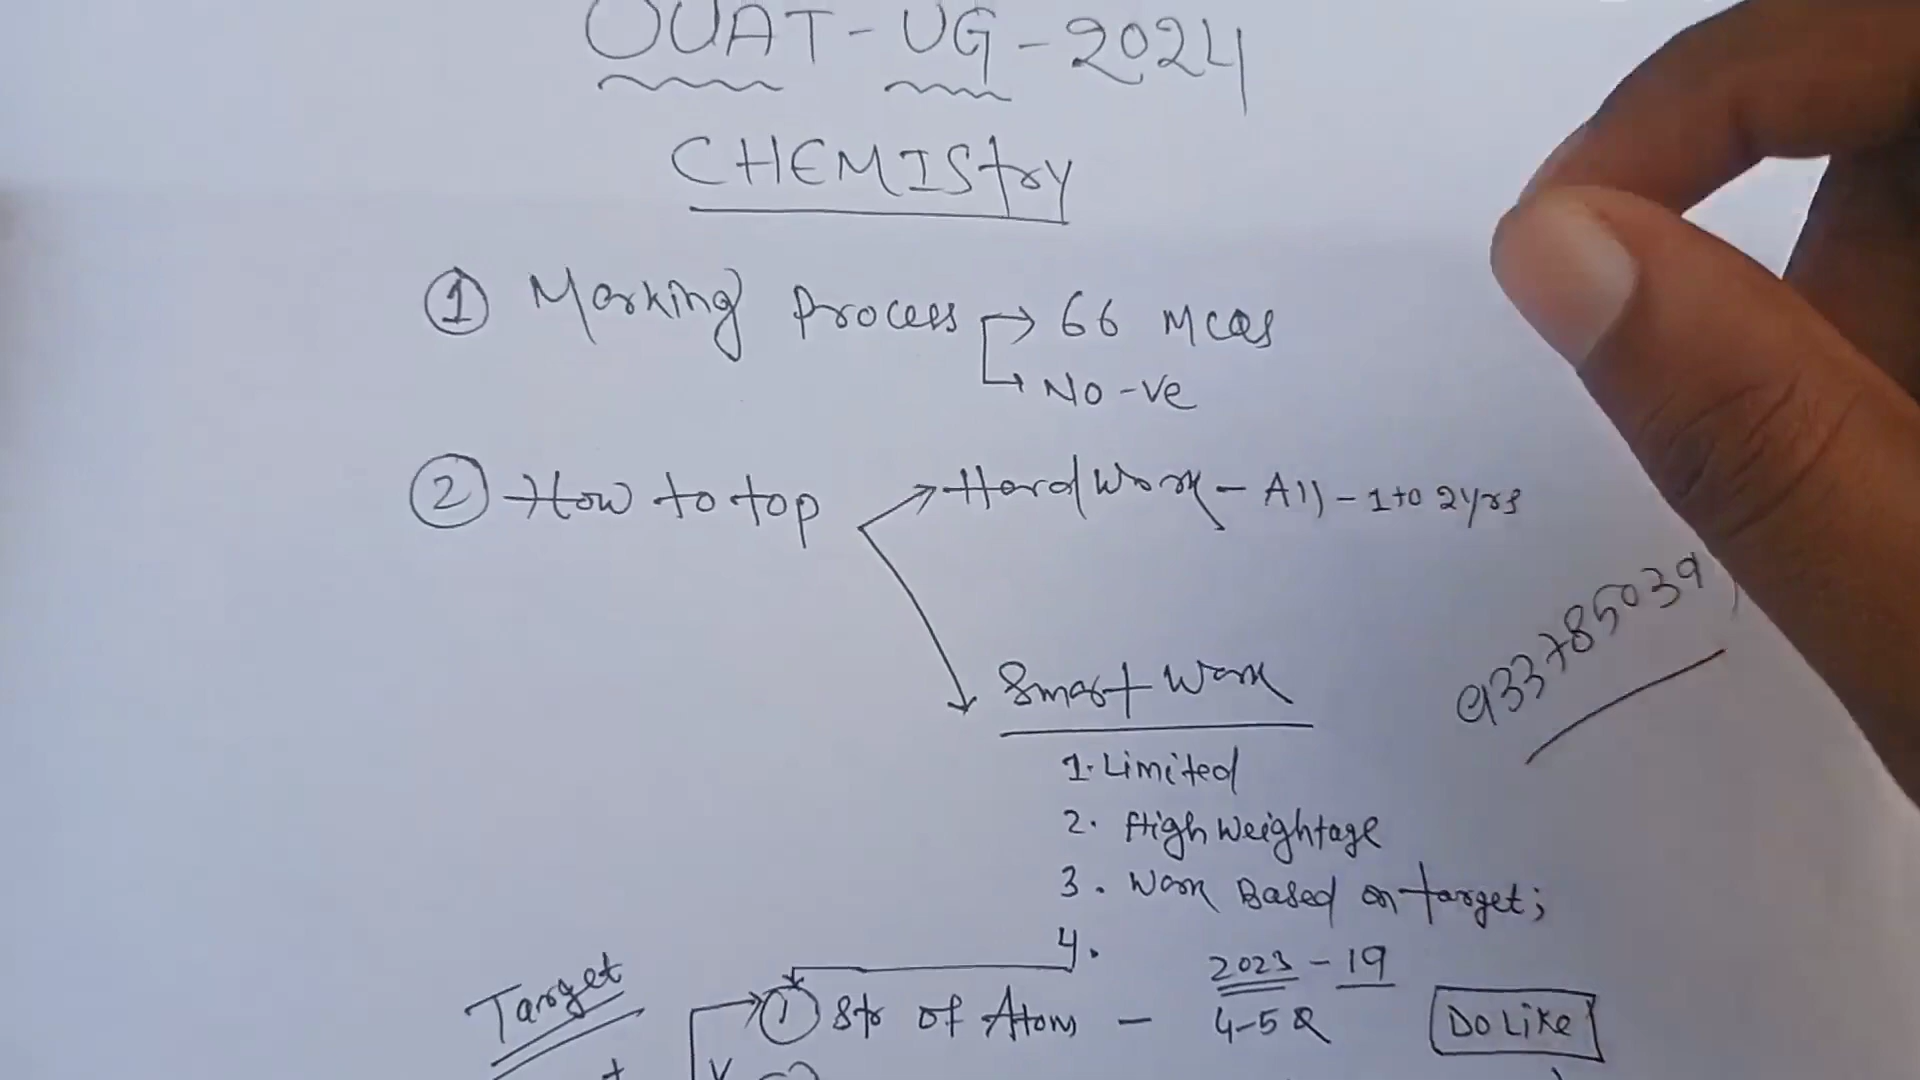 OUAT-UG-2024
CHEMIStry
① Marking Process → 66 MCQs
→ No -ve
② How to top → Hard Work - All - 1 to 2yrs
9337785039
Smart Work
1. Limited
2. High Weightage
3. Work Based on target;
4.
2023 - 19
Target
① Str of Atom - 4-5 Q
DO LiKe